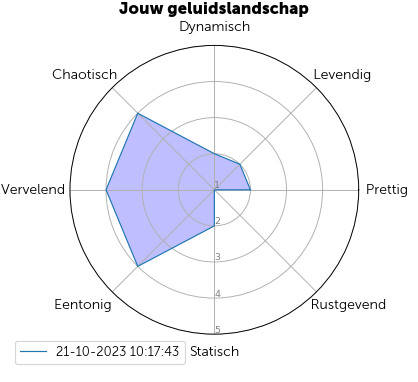 Jouw geluidslandschap
Dynamisch
Chaotisch
Levendig
1
Vervelend
Prettig
2
3
4
Eentonig
Rustgevend
5
21-10-2023 10:17:43
Statisch